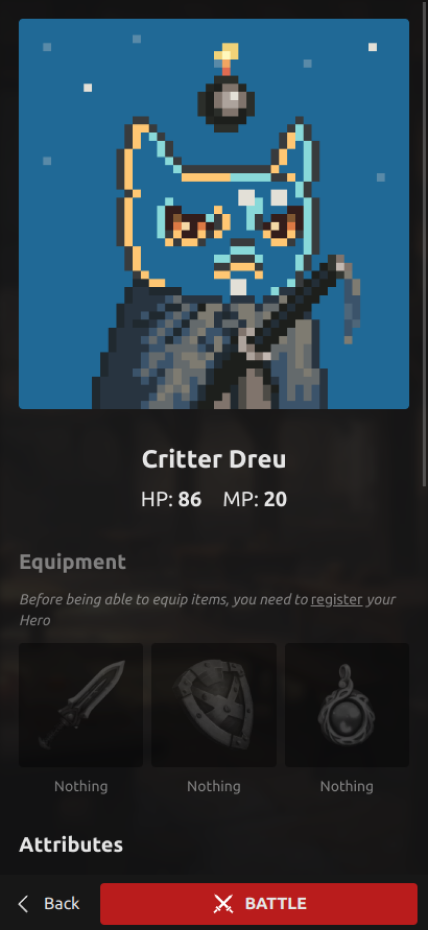 Critter Dreu
HP: 86 MP: 20
Equipment
Before being able to equip items, you need to register your
Hero
Nothing Nothing Nothing
Attributes
Back BATTLE